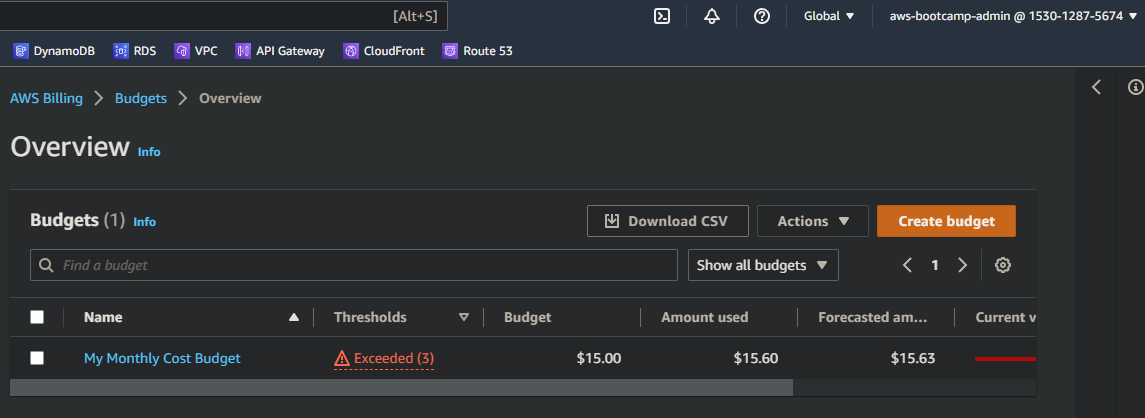 [Alt+S] Global aws-bootcamp-admin @ 1530-1287-5674
DynamoDB RDS VPC API Gateway CloudFront Route 53
AWS Billing Budgets Overview
Overview Info
Budgets (1) Info Download CSV Actions Create budget
Find a budget Show all budgets 1
Name Thresholds Budget Amount used Forecasted am... Current v
My Monthly Cost Budget Exceeded (3) $15.00 $15.60 $15.63